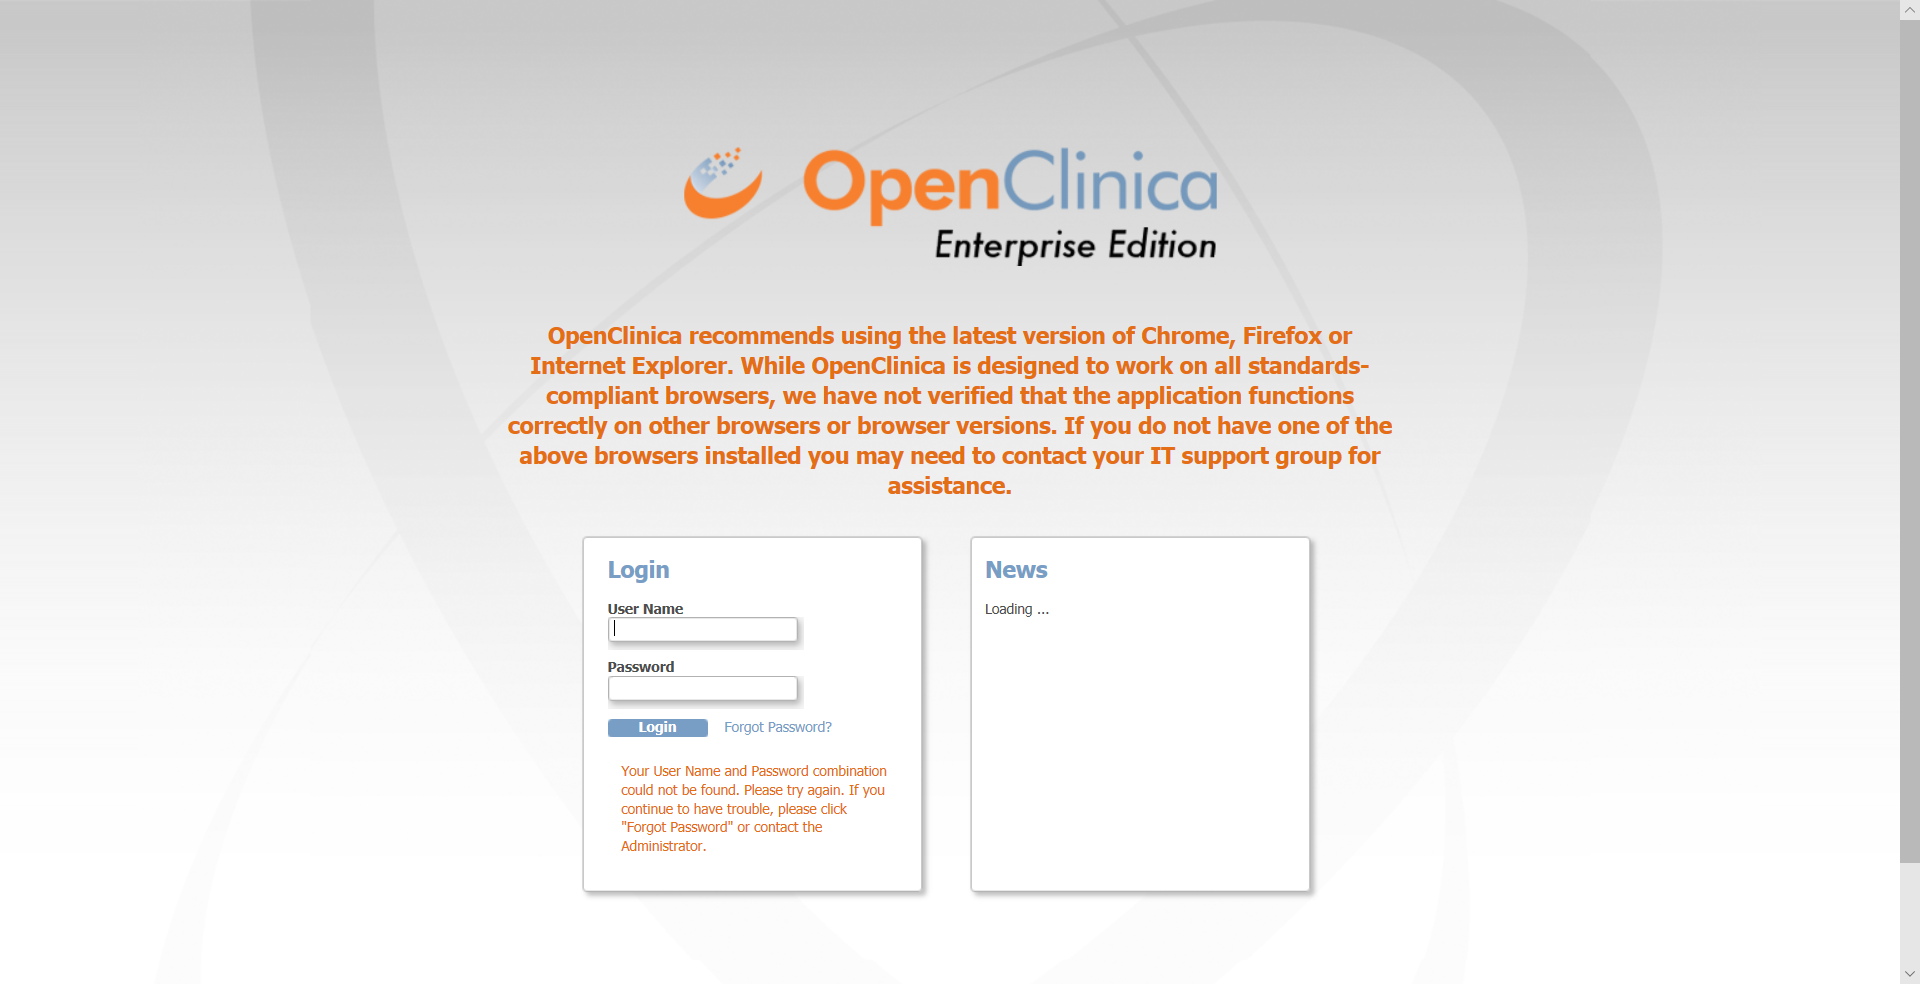 OpenClinica
Enterprise Edition
OpenClinica recommends using the latest version of Chrome, Firefox or
Internet Explorer. While OpenClinica is designed to work on all standards-
compliant browsers, we have not verified that the application functions
correctly on other browsers or browser versions. If you do not have one of the
above browsers installed you may need to contact your IT support group for
assistance.
Login
User Name
Password
Login Forgot Password?
Your User Name and Password combination
could not be found. Please try again. If you
continue to have trouble, please click
"Forgot Password" or contact the
Administrator.
News
Loading ...